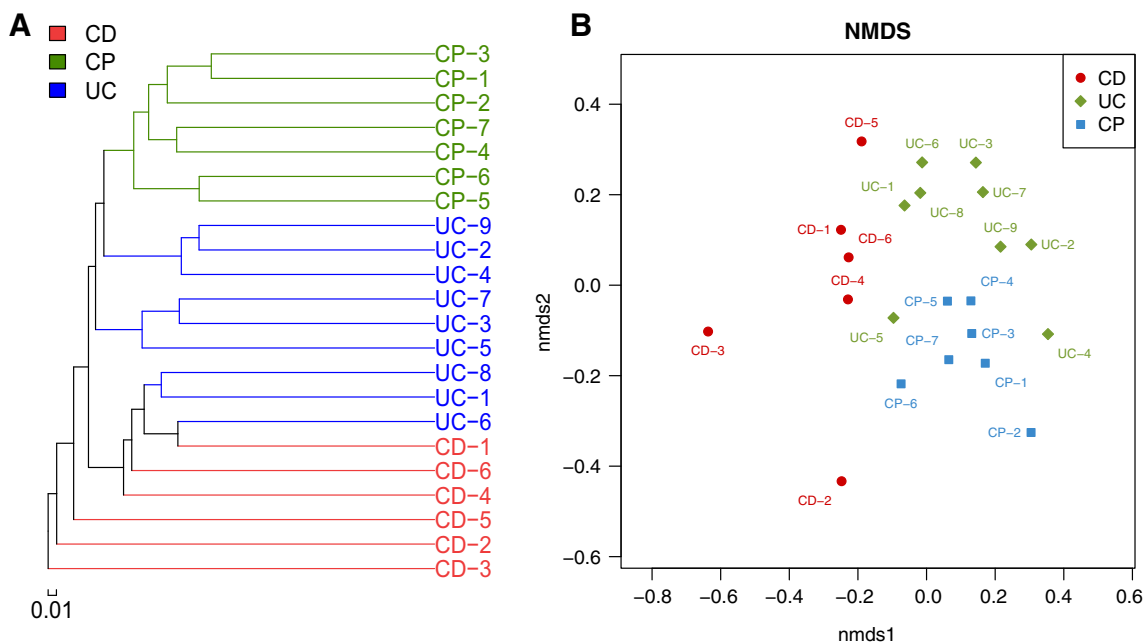 A
CD
CP
UC
CP−3
CP−1
CP−2
CP−7
CP−4
CP−6
CP−5
UC−9
UC−2
UC−4
UC−7
UC−3
UC−5
UC−8
UC−1
UC−6
CD−1
CD−6
CD−4
CD−5
CD−2
CD−3
0.01
B
NMDS
CD
UC
CP
nmds2
0.4
0.2
0.0
−0.2
−0.4
−0.6
CD−5
UC−6
UC−3
UC−1
UC−7
UC−8
CD−1
CD−6
UC−9
UC−2
CD−4
CP−4
CP−5
CD−3
UC−5
CP−7
CP−3
UC−4
CP−1
CP−6
CP−2
CD−2
−0.8
−0.6
−0.4
−0.2
0.0
0.2
0.4
0.6
nmds1